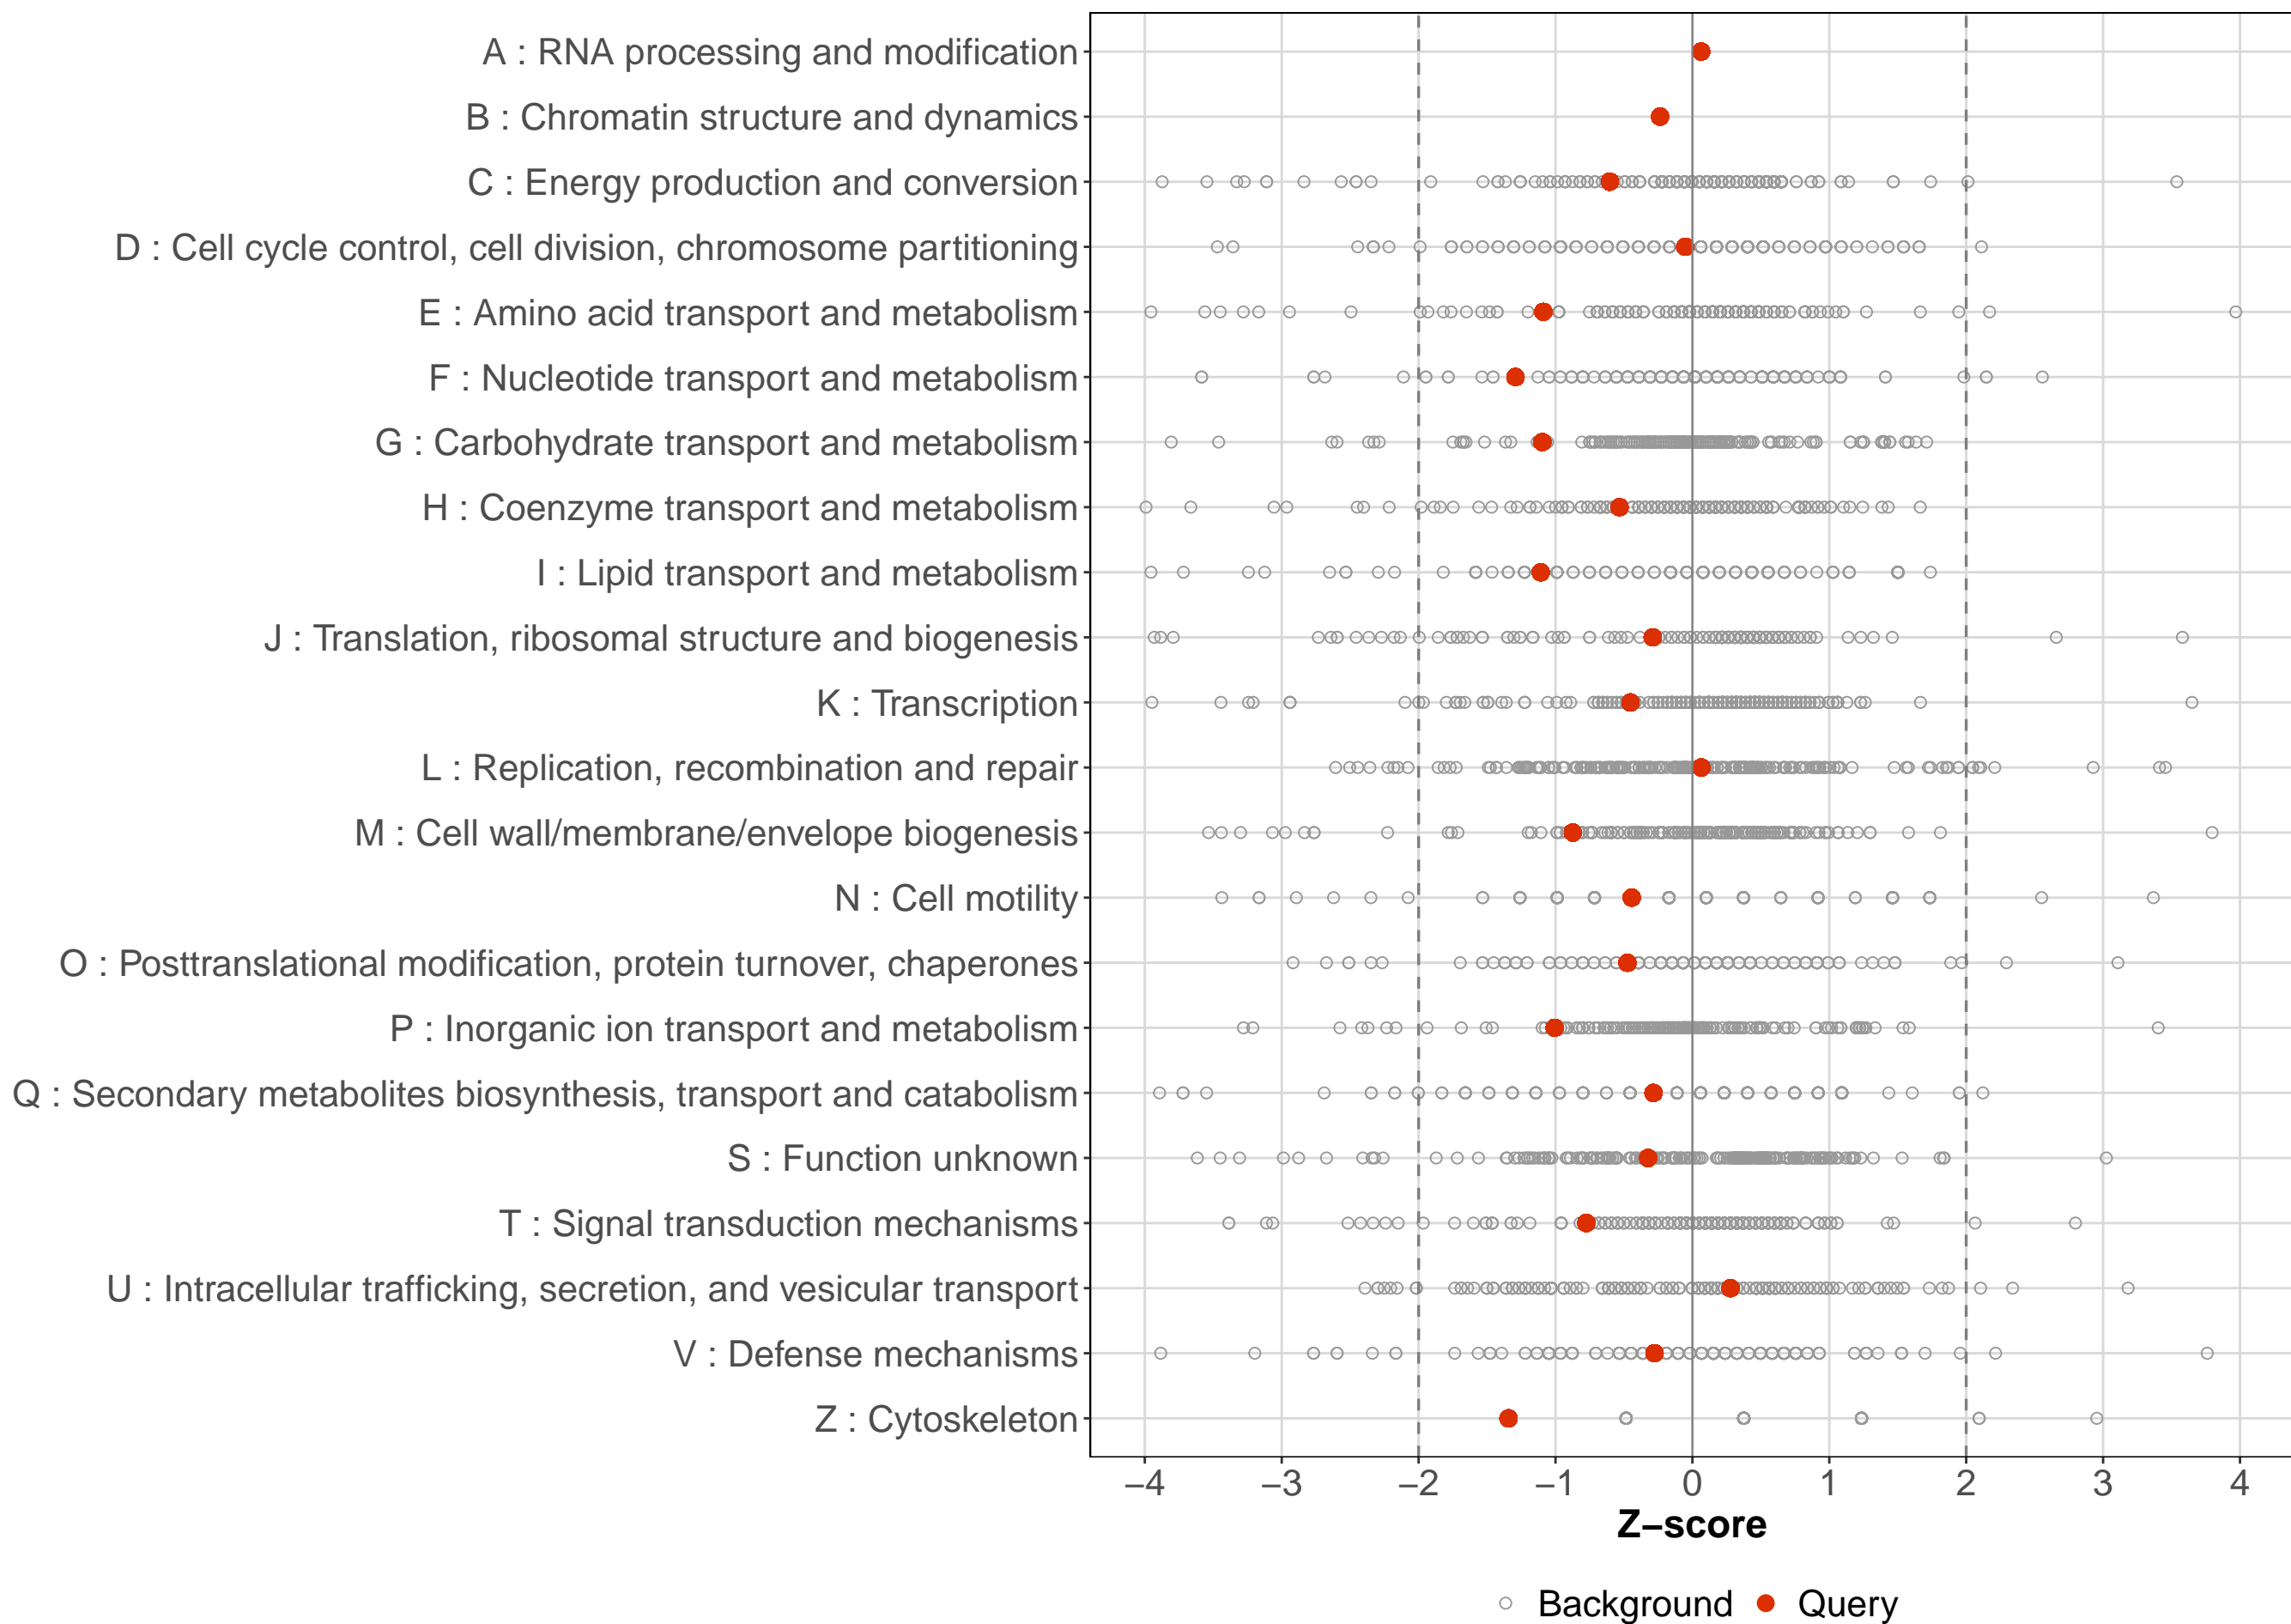 A : RNA processing and modification
B : Chromatin structure and dynamics
C : Energy production and conversion
D : Cell cycle control, cell division, chromosome partitioning
E : Amino acid transport and metabolism
F : Nucleotide transport and metabolism
G : Carbohydrate transport and metabolism
H : Coenzyme transport and metabolism
I : Lipid transport and metabolism
J : Translation, ribosomal structure and biogenesis
K : Transcription
L : Replication, recombination and repair
M : Cell wall/membrane/envelope biogenesis
N : Cell motility
O : Posttranslational modification, protein turnover, chaperones
P : Inorganic ion transport and metabolism
Q : Secondary metabolites biosynthesis, transport and catabolism
S : Function unknown
T : Signal transduction mechanisms
U : Intracellular trafficking, secretion, and vesicular transport
V : Defense mechanisms
Z : Cytoskeleton
−4 −3 −2 −1 0 1 2 3 4
Z−score
Background Query